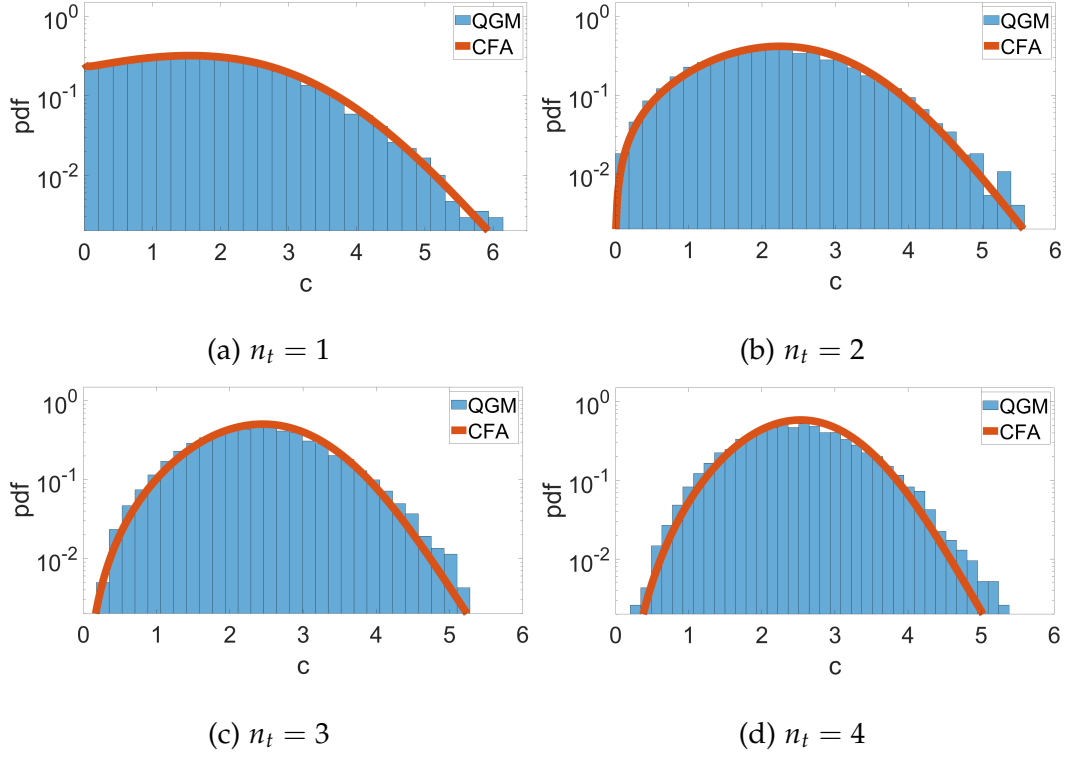 10^0
10^-1
10^-2
pdf
0 1 2 3 4 5 6
c
QGM
CFA
(a) n_t = 1
10^0
10^-1
10^-2
pdf
0 1 2 3 4 5 6
c
QGM
CFA
(b) n_t = 2
10^0
10^-1
10^-2
pdf
0 1 2 3 4 5 6
c
QGM
CFA
(c) n_t = 3
10^0
10^-1
10^-2
pdf
0 1 2 3 4 5 6
c
QGM
CFA
(d) n_t = 4